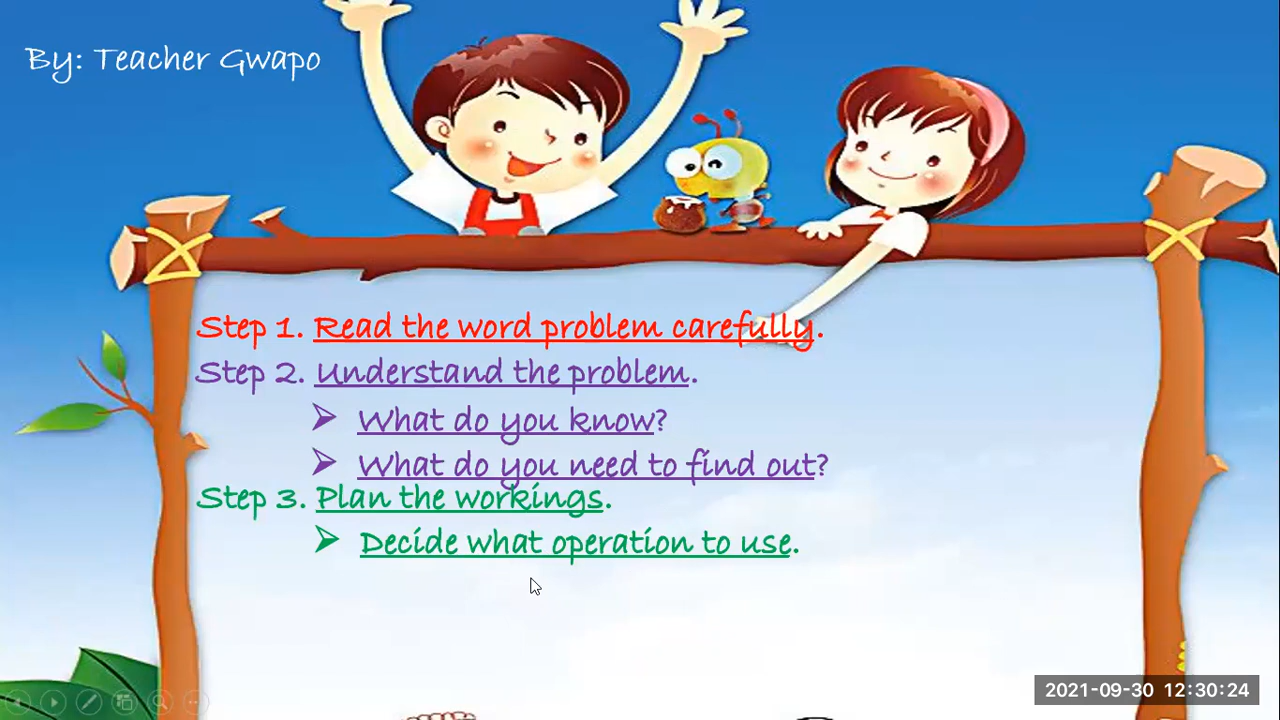 By: Teacher Gwapo
Step 1. Read the word problem carefully.
Step 2. Understand the problem.
➢ What do you know?
➢ What do you need to find out?
Step 3. Plan the workings.
➢ Decide what operation to use.
2021-09-30 12:30:24